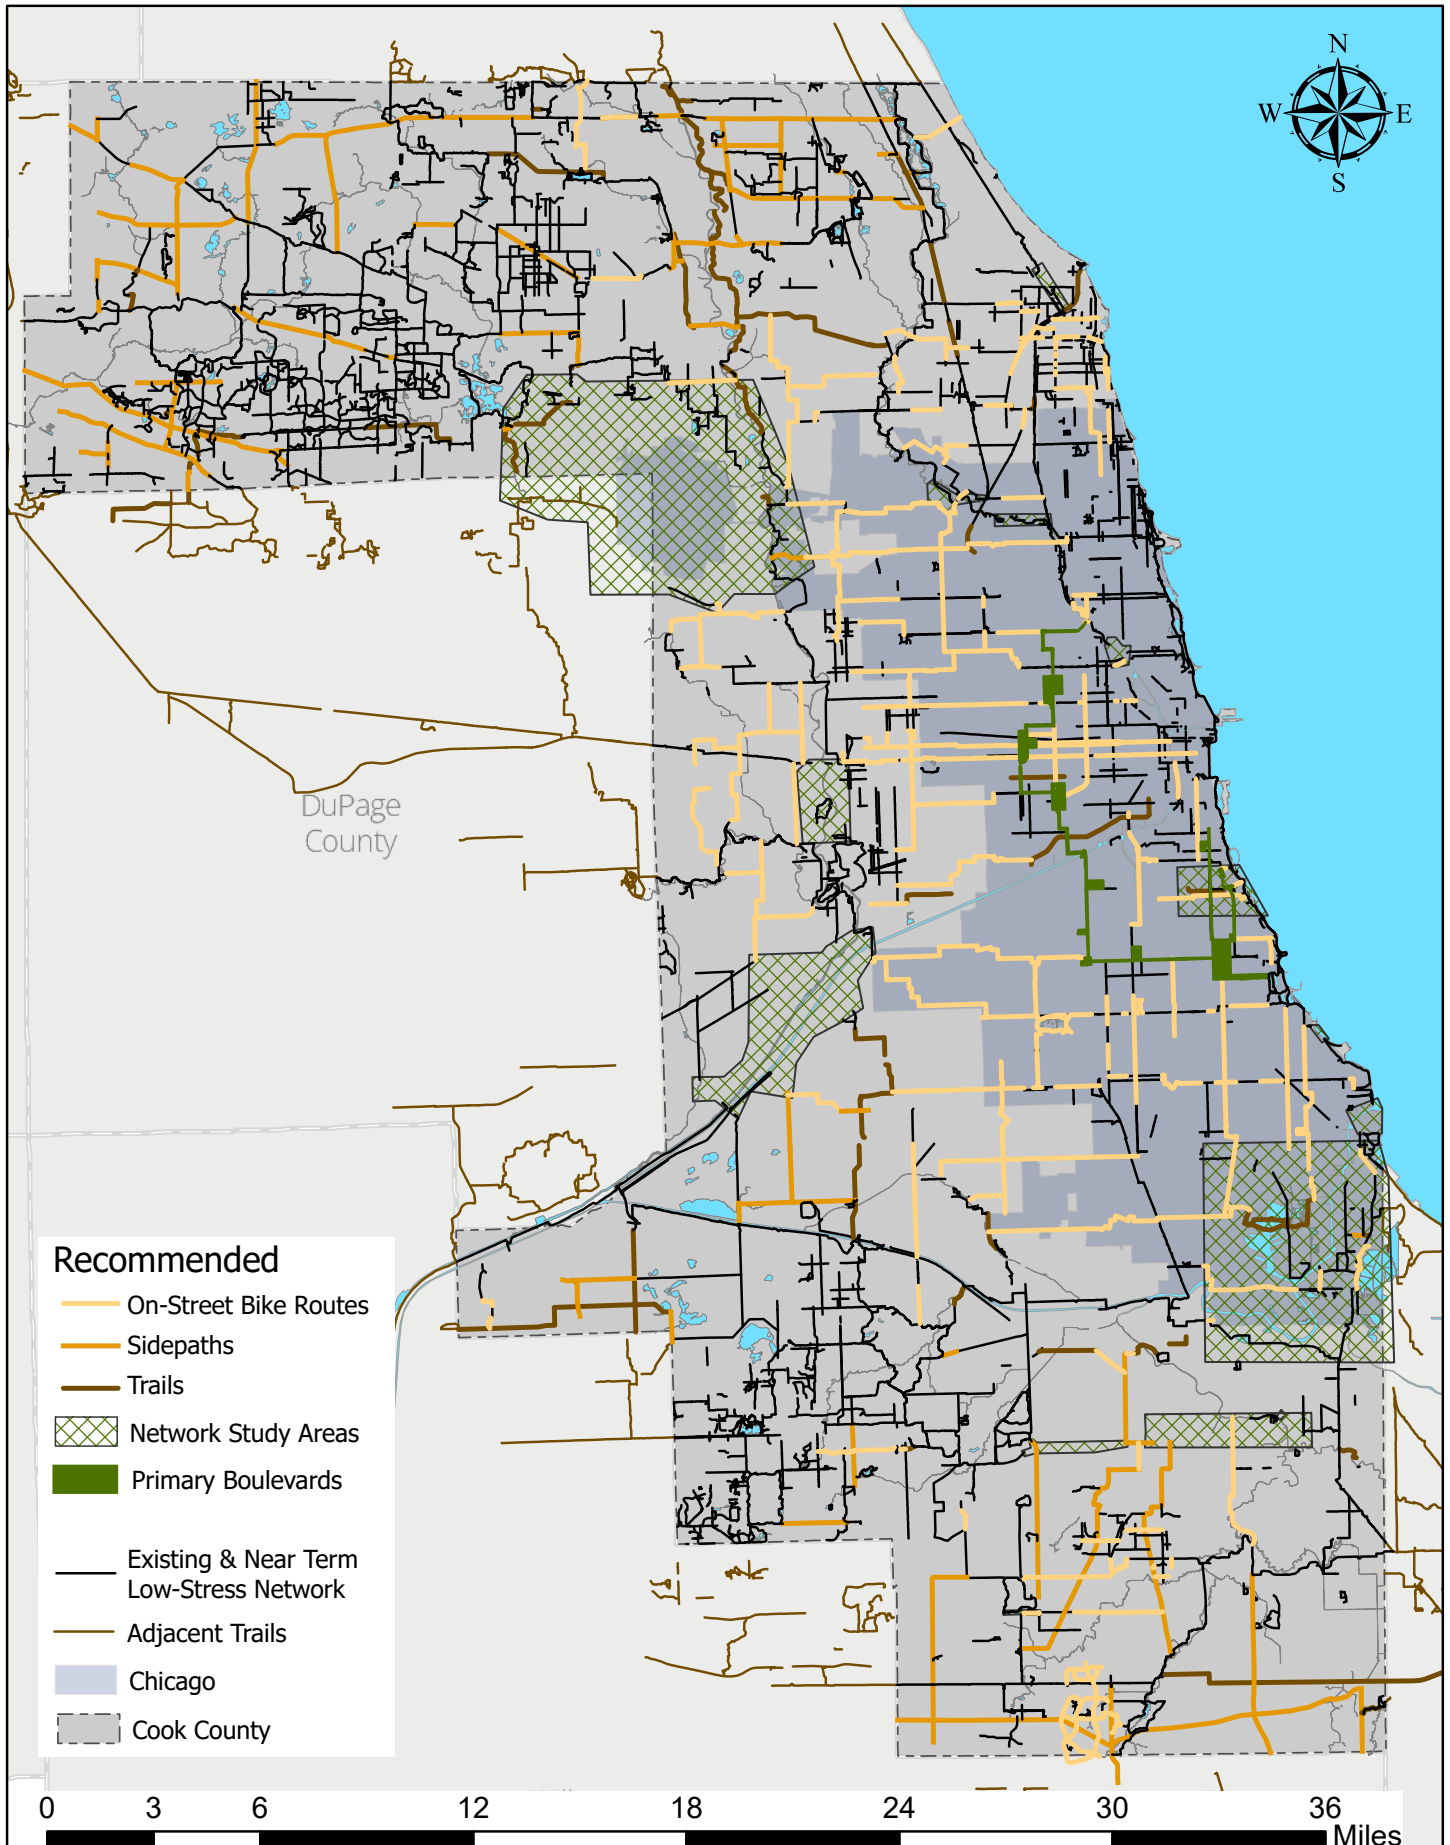 N
W E
S
DuPage
County
Recommended
On-Street Bike Routes
Sidepaths
Trails
Network Study Areas
Primary Boulevards
Existing & Near Term
Low-Stress Network
Adjacent Trails
Chicago
Cook County
0 3 6 12 18 24 30 36
Miles